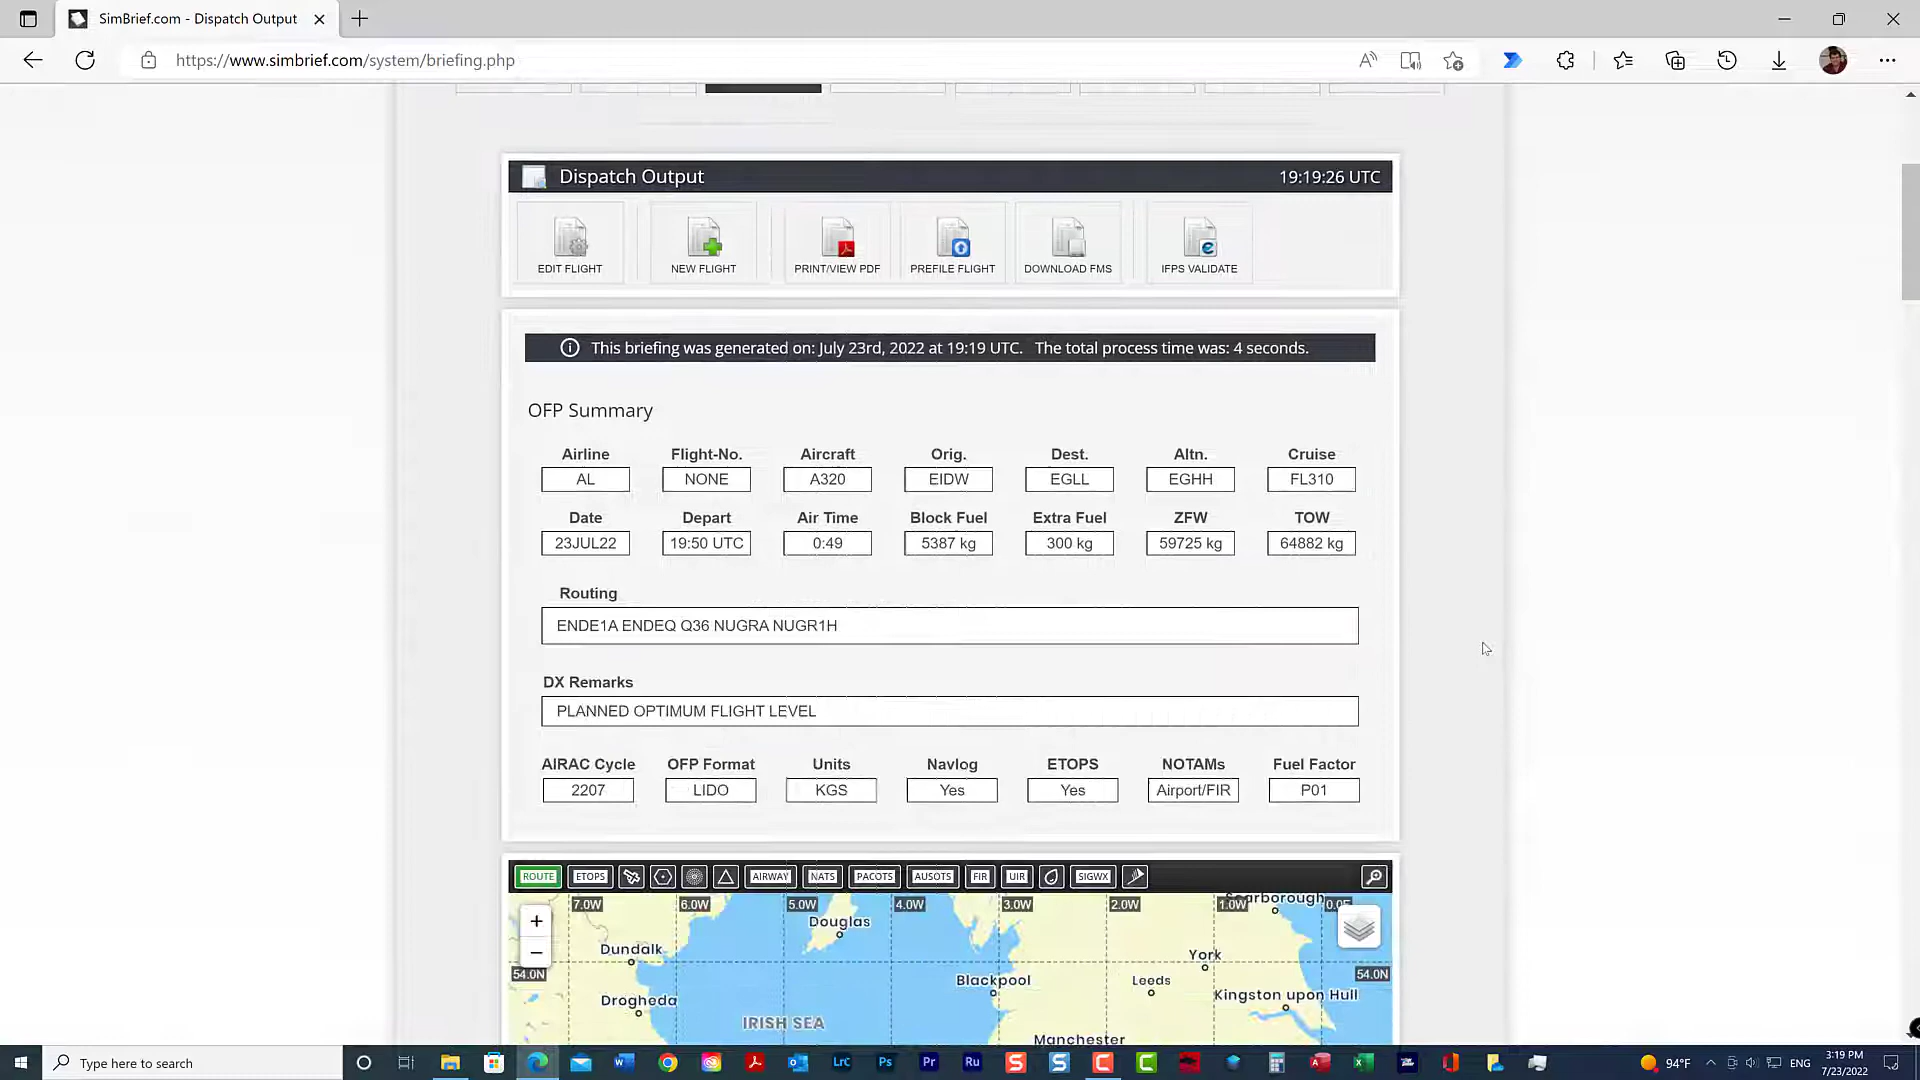 SimBrief.com - Dispatch Output
https://www.simbrief.com/system/briefing.php
Dispatch Output 19:19:26 UTC
EDIT FLIGHT NEW FLIGHT PRINT/VIEW PDF PREFILE FLIGHT DOWNLOAD FMS IFPS VALIDATE
This briefing was generated on: July 23rd, 2022 at 19:19 UTC. The total process time was: 4 seconds.
OFP Summary
Airline Flight-No. Aircraft Orig. Dest. Altn. Cruise
AL NONE A320 EIDW EGLL EGHH FL310
Date Depart Air Time Block Fuel Extra Fuel ZFW TOW
23JUL22 19:50 UTC 0:49 5387 kg 300 kg 59725 kg 64882 kg
Routing
ENDE1A ENDEQ Q36 NUGRA NUGR1H
DX Remarks
PLANNED OPTIMUM FLIGHT LEVEL
AIRAC Cycle OFP Format Units Navlog ETOPS NOTAMs Fuel Factor
2207 LIDO KGS Yes Yes Airport/FIR P01
ROUTE ETOPS AIRWAY NATS PACOTS AUSOTS FIR UIR SIGWX
7.0W 6.0W 5.0W 4.0W 3.0W 2.0W 1.0W
+ Douglas
− Dundalk York
54.0N 54.0N
Blackpool Leeds
Drogheda Kingston upon Hull
IRISH SEA
Manchester
Type here to search LrC Ps Pr Ru 94°F ENG 3:19 PM
7/23/2022